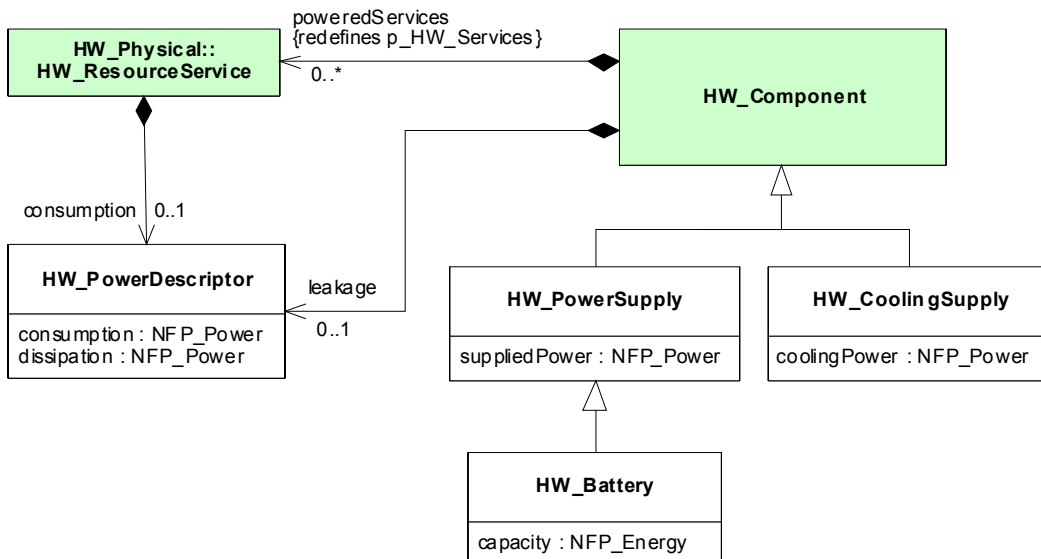 poweredServices
{redefines p_HW_Services}
0..*
HW_Physical::
HW_ResourceService
HW_Component
consumption
0..1
HW_PowerDescriptor
consumption : NFP_Power
dissipation : NFP_Power
leakage
0..1
HW_PowerSupply
suppliedPower : NFP_Power
HW_CoolingSupply
coolingPower : NFP_Power
HW_Battery
capacity : NFP_Energy